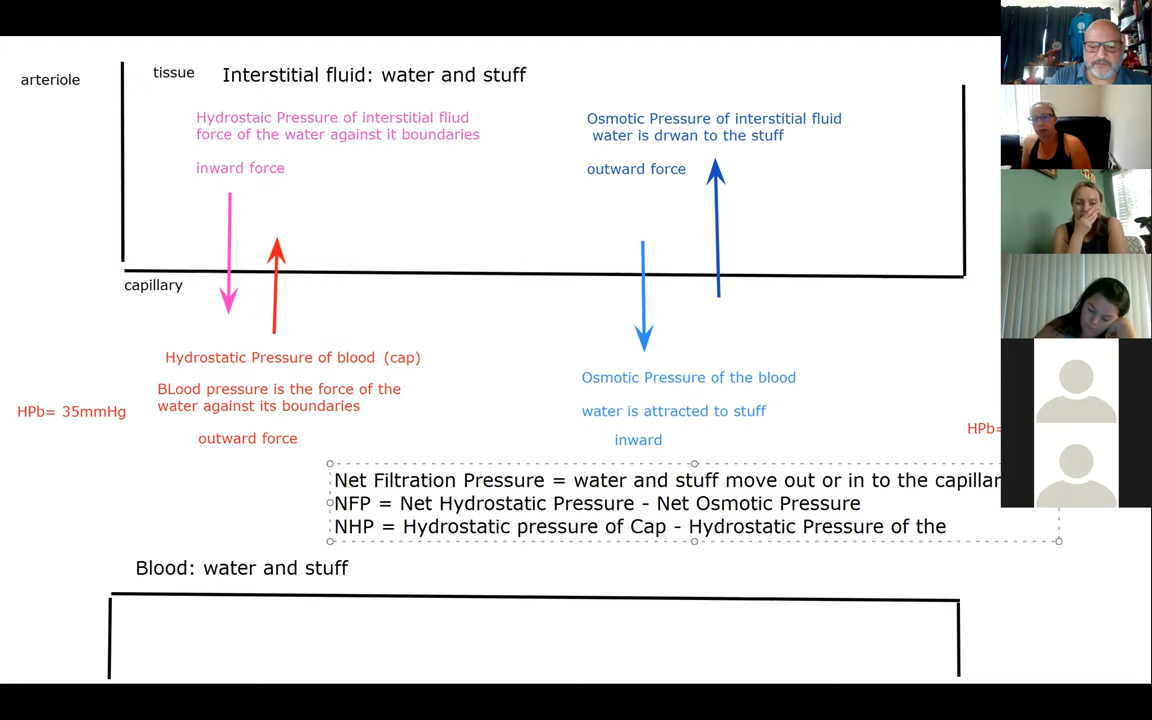 arteriole
tissue
Interstitial fluid: water and stuff
Hydrostaic Pressure of interstitial fliud
force of the water against it boundaries
inward force
Osmotic Pressure of interstitial fluid
water is drwan to the stuff
outward force
capillary
Hydrostatic Pressure of blood (cap)
BLood pressure is the force of the
water against its boundaries
outward force
HPb= 35mmHg
Osmotic Pressure of the blood
water is attracted to stuff
inward
HPb=
Net Filtration Pressure = water and stuff move out or in to the capillar
NFP = Net Hydrostatic Pressure - Net Osmotic Pressure
NHP = Hydrostatic pressure of Cap - Hydrostatic Pressure of the
Blood: water and stuff